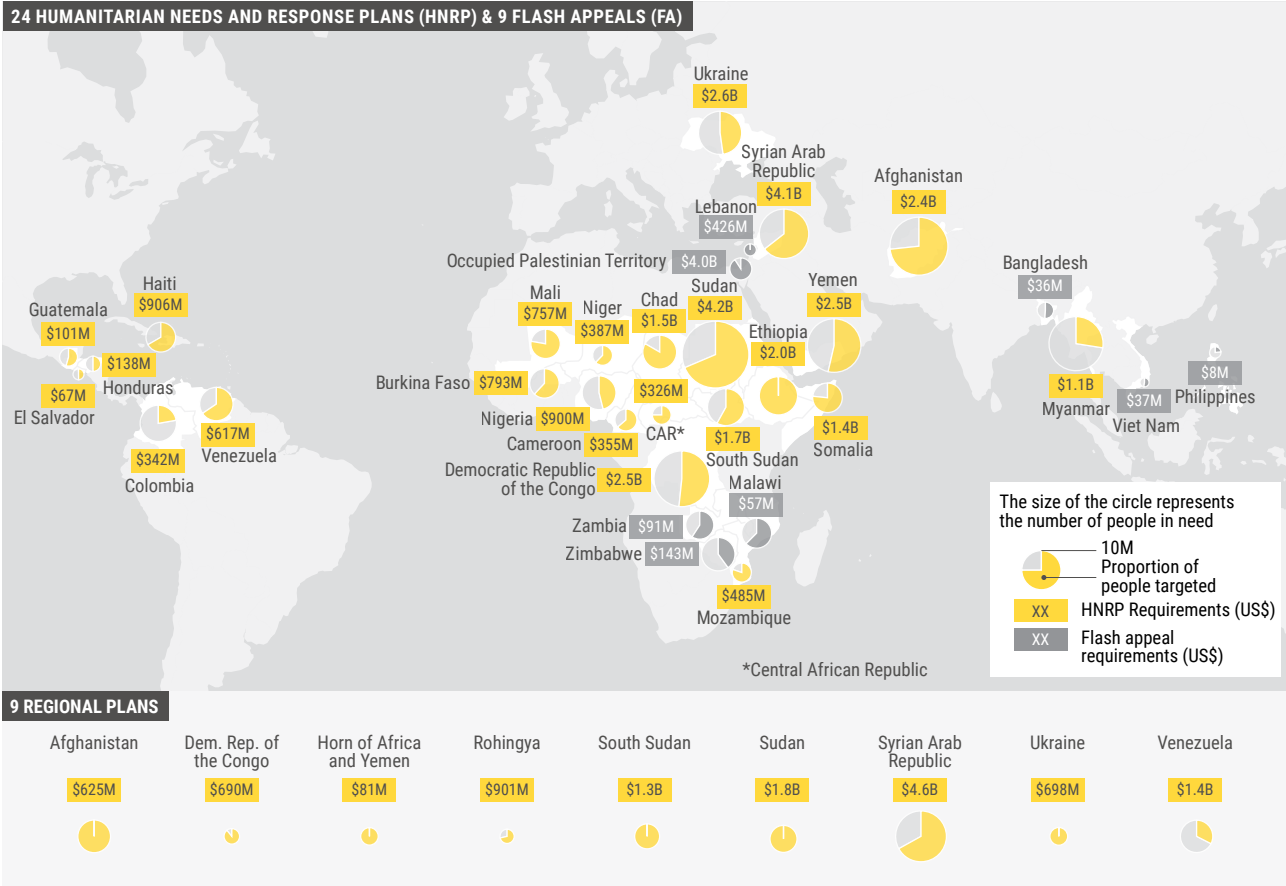 24 HUMANITARIAN NEEDS AND RESPONSE PLANS (HNRP) & 9 FLASH APPEALS (FA)
Ukraine
$2.6B
Syrian Arab
Republic
$4.1B
Afghanistan
$2.4B
Lebanon
$426M
Occupied Palestinian Territory
$4.0B
Bangladesh
$36M
Haiti
$906M
Guatemala
$101M
$138M
Honduras
$67M
El Salvador
$617M
Venezuela
$342M
Colombia
Mali
$757M
Niger
$387M
Chad
$1.5B
Sudan
$4.2B
Yemen
$2.5B
Ethiopia
$2.0B
Burkina Faso
$793M
Nigeria
$900M
$326M
CAR*
Cameroon
$355M
$1.7B
South Sudan
$1.4B
Somalia
Democratic Republic
of the Congo
$2.5B
Malawi
$57M
Zambia
$91M
Zimbabwe
$143M
$485M
Mozambique
$1.1B
Myanmar
$37M
Viet Nam
$8M
Philippines
The size of the circle represents
the number of people in need
10M
Proportion of
people targeted
XX
HNRP Requirements (US$)
XX
Flash appeal
requirements (US$)
*Central African Republic
9 REGIONAL PLANS
Afghanistan
$625M
Dem. Rep. of
the Congo
$690M
Horn of Africa
and Yemen
$81M
Rohingya
$901M
South Sudan
$1.3B
Sudan
$1.8B
Syrian Arab
Republic
$4.6B
Ukraine
$698M
Venezuela
$1.4B